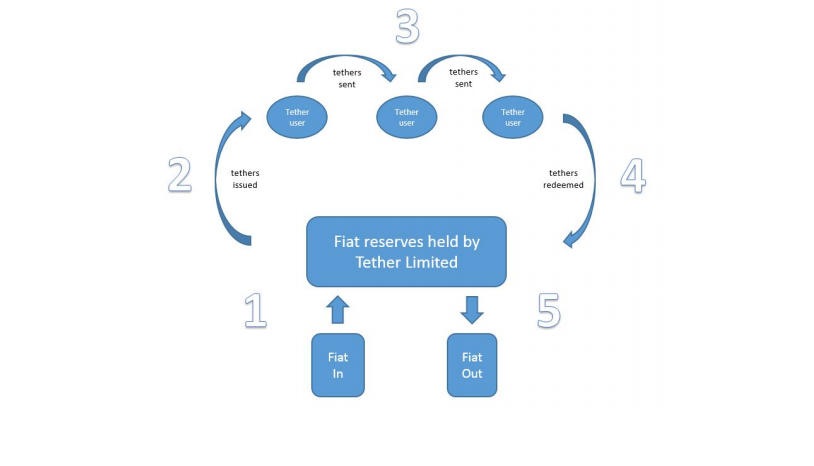 3
tethers
sent
tethers
sent
Tether
user
Tether
user
Tether
user
2
tethers
issued
tethers
redeemed
4
Fiat reserves held by
Tether Limited
1
5
Fiat
In
Fiat
Out